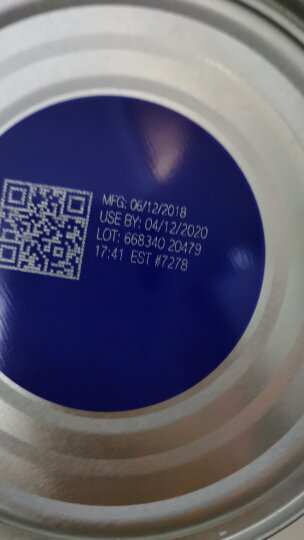 MFG: 06/12/2018
USE BY: 04/12/2020
LOT: 668340 20479
17:41 EST #7278